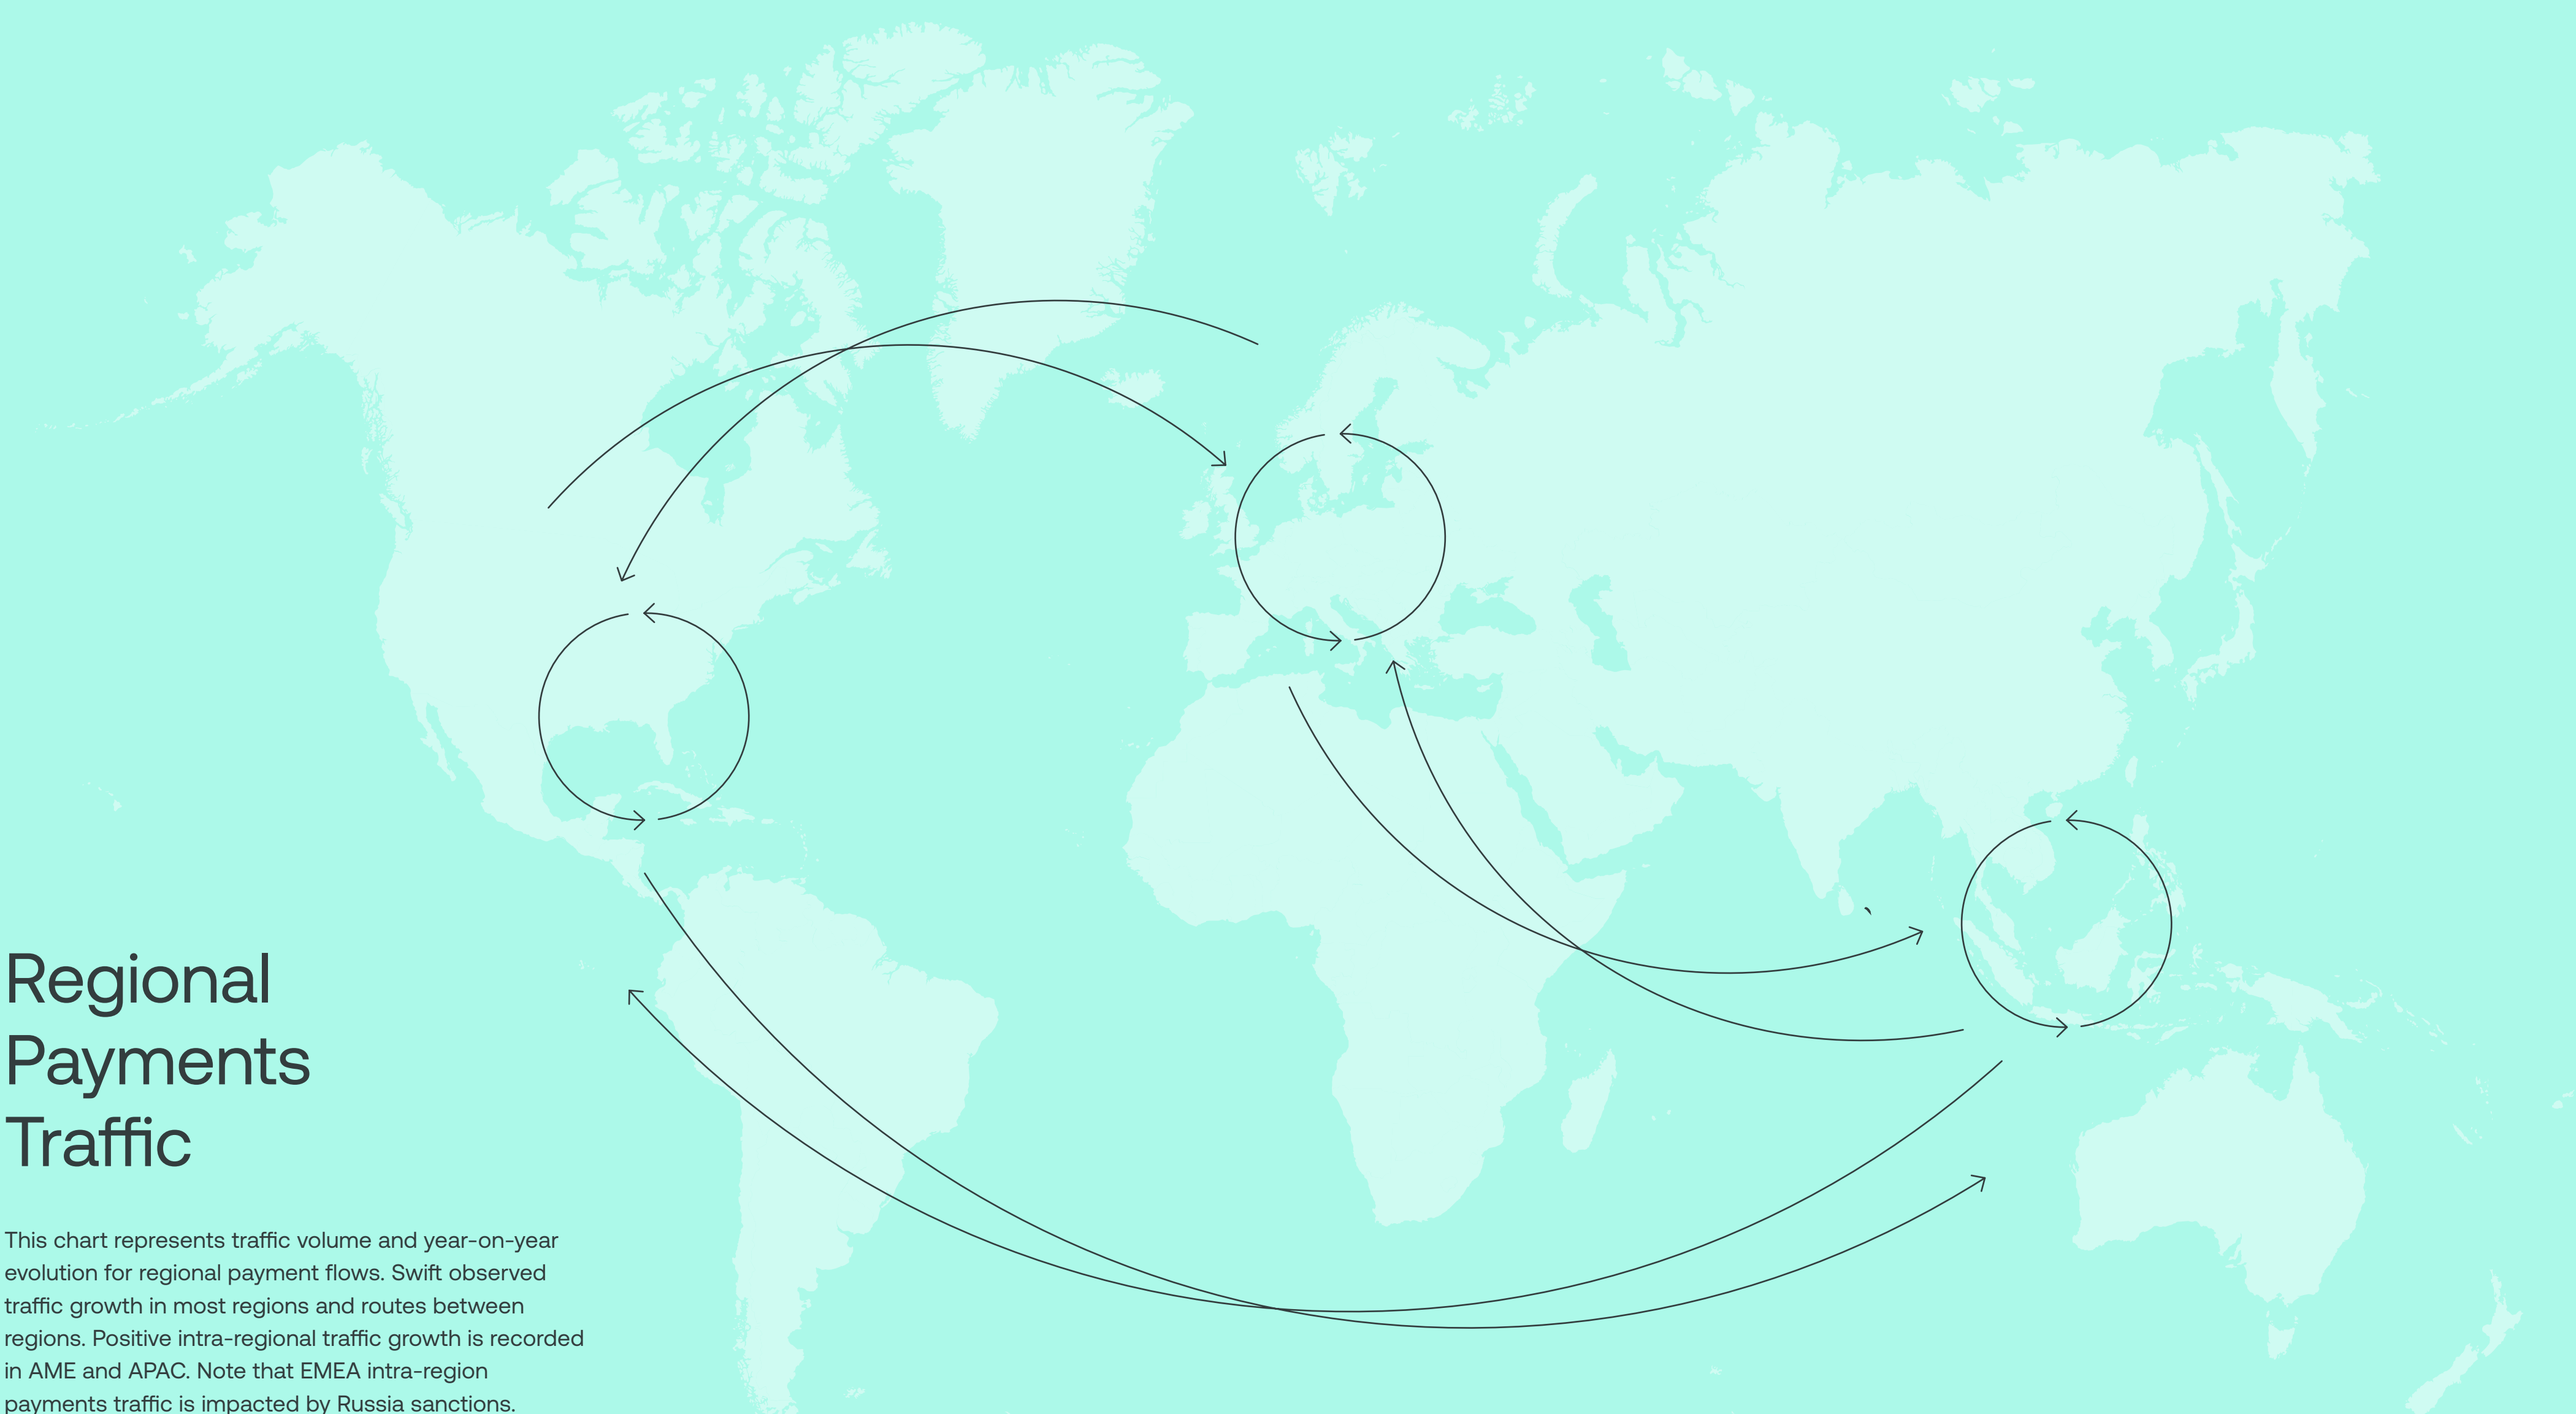 Regional
Payments
Traffic
This chart represents traffic volume and year-on-year
evolution for regional payment flows. Swift observed
traffic growth in most regions and routes between
regions. Positive intra-regional traffic growth is recorded
in AME and APAC. Note that EMEA intra-region
payments traffic is impacted by Russia sanctions.